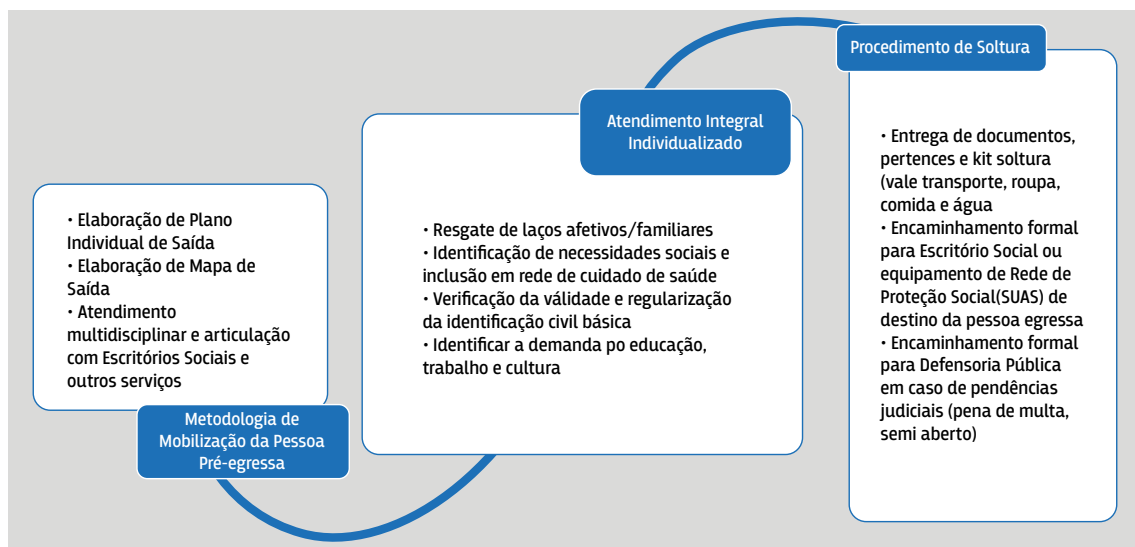 • Elaboração de Plano
Individual de Saída
• Elaboração de Mapa de
Saída
• Atendimento
multidisciplinar e articulação
com Escritórios Sociais e
outros serviços
Metodologia de
Mobilização da Pessoa
Pré-egressa
Atendimento Integral
Individualizado
• Resgate de laços afetivos/familiares
• Identificação de necessidades sociais e
inclusão em rede de cuidado de saúde
• Verificação da válidade e regularização
da identificação civil básica
• Identificar a demanda po educação,
trabalho e cultura
Procedimento de Soltura
• Entrega de documentos,
pertences e kit soltura
(vale transporte, roupa,
comida e água
• Encaminhamento formal
para Escritório Social ou
equipamento de Rede de
Proteção Social(SUAS) de
destino da pessoa egressa
• Encaminhamento formal
para Defensoria Pública
em caso de pendências
judiciais (pena de multa,
semi aberto)